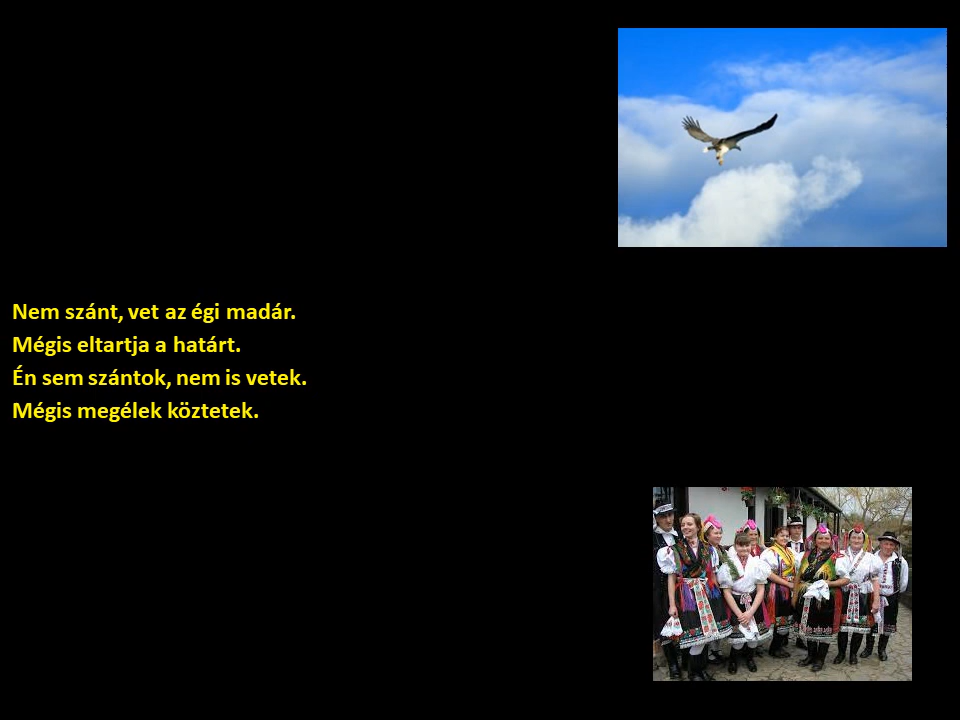 Nem szánt, vet az égi madár.
Mégis eltartja a határt.
Én sem szántok, nem is vetek.
Mégis megélek köztetek.